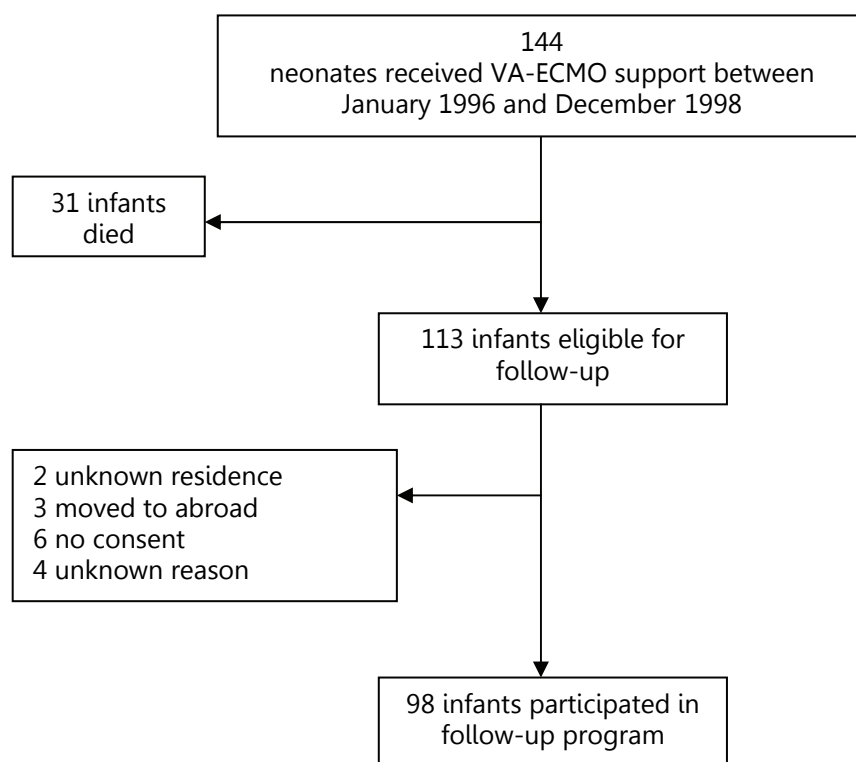 144
neonates received VA-ECMO support between
January 1996 and December 1998
31 infants
died
113 infants eligible for
follow-up
2 unknown residence
3 moved to abroad
6 no consent
4 unknown reason
98 infants participated in
follow-up program